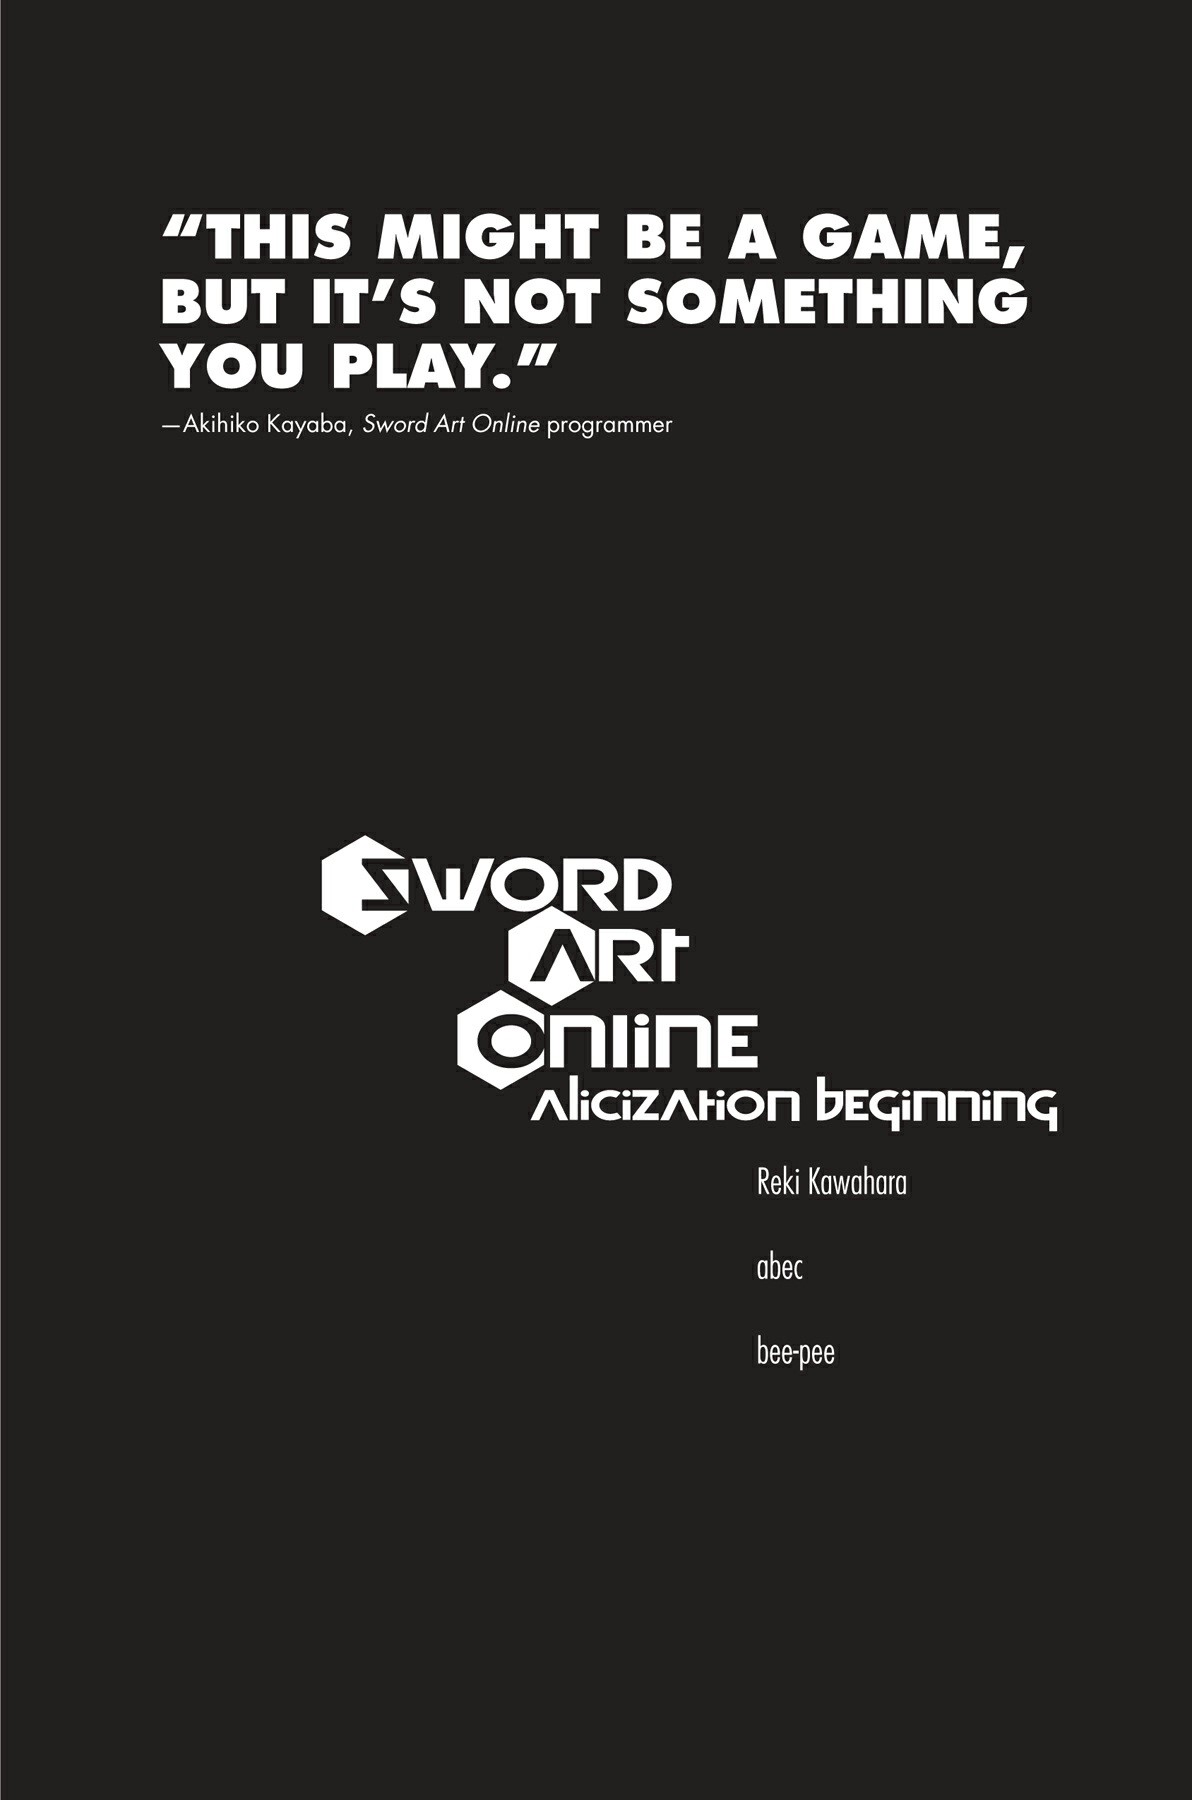 “THIS MIGHT BE A GAME,
BUT IT’S NOT SOMETHING
YOU PLAY.”
—Akihiko Kayaba, Sword Art Online programmer
SWORD
ART
ONLINE
ALICIZATION BEGINNING
Reki Kawahara
abec
bee-pee